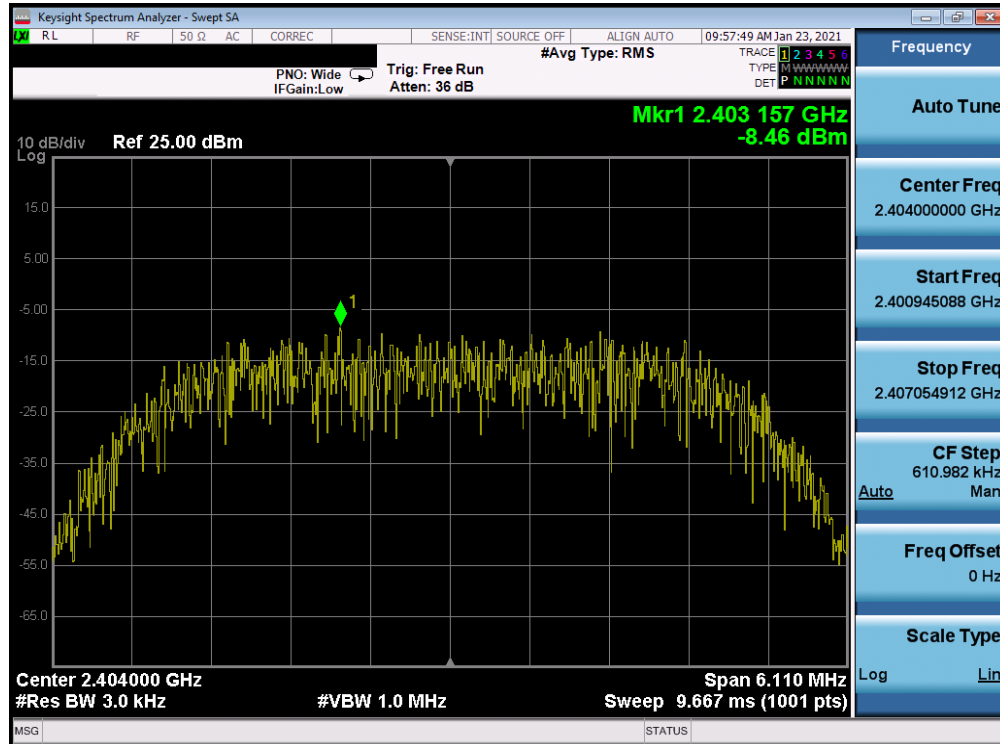 Keysight Spectrum Analyzer - Swept SA
LXI RL RF 50 Ω AC CORREC SENSE:INT SOURCE OFF ALIGN AUTO 09:57:49 AM Jan 23, 2021
#Avg Type: RMS TRACE 1 2 3 4 5 6
PNO: Wide Trig: Free Run TYPE M W W W W W
IFGain:Low Atten: 36 dB DET P N N N N N
Mkr1 2.403 157 GHz
-8.46 dBm
10 dB/div Ref 25.00 dBm
Log
15.0
5.00
1
-5.00
-15.0
-25.0
-35.0
-45.0
-55.0
-65.0
Center 2.404000 GHz Span 6.110 MHz
#Res BW 3.0 kHz #VBW 1.0 MHz Sweep 9.667 ms (1001 pts)
MSG STATUS
Frequency
Auto Tune
Center Freq
2.404000000 GHz
Start Freq
2.400945088 GHz
Stop Freq
2.407054912 GHz
CF Step
610.982 kHz
Auto Man
Freq Offset
0 Hz
Scale Type
Log Lin